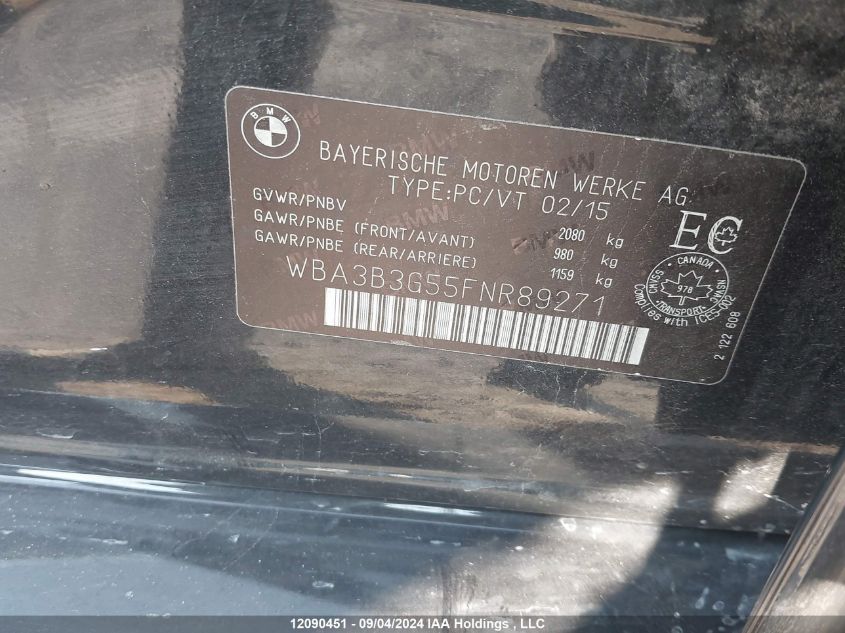 BMW
BAYERISCHE MOTOREN WERKE AG
TYPE:PC/VT 02/15
GVWR/PNBV 2080 kg
GAWR/PNBE (FRONT/AVANT) 980 kg
GAWR/PNBE (REAR/ARRIERE) 1159 kg
WBA3B3G55FNR89271
EC
CANADA
978
TRANSPORT
CMVSS
NSVAC
Complies with ICES-002
2 122 608
12090451 - 09/04/2024 IAA Holdings , LLC